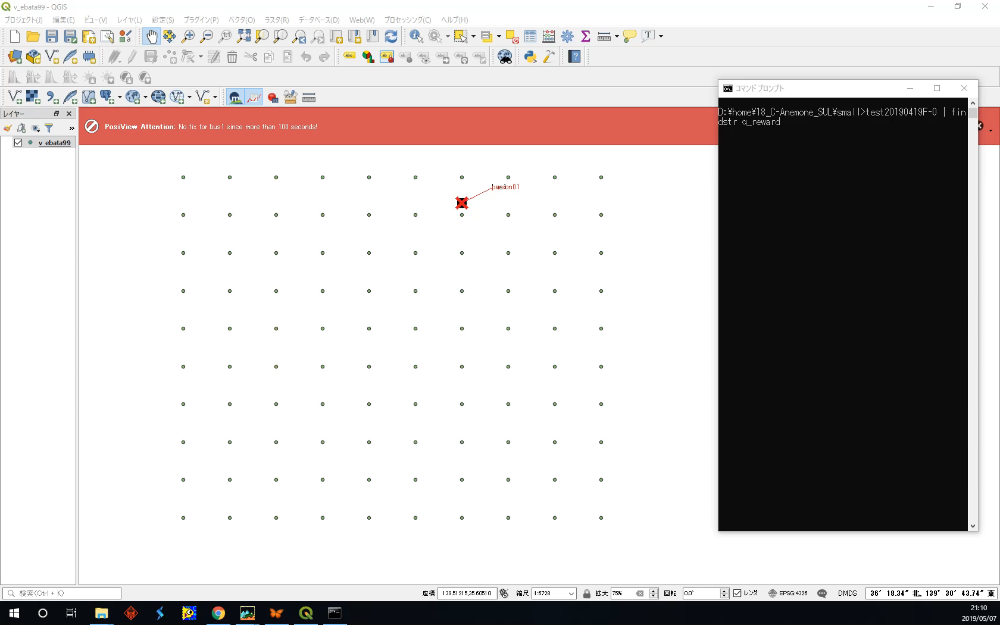 v_ebata99 - QGIS
プロジェクト(J) 編集(E) ビュー(V) レイヤ(L) 設定(S) プラグイン(P) ベクタ(O) ラスタ(R) データベース(D) Web(W) プロセッシング(C) ヘルプ(H)
レイヤー
v_ebata99
PosiView Attention: No fix for bus1 since more than 100 seconds!
コマンド プロンプト
D:¥home¥18_C-Anemone_SUL¥small>test20190419F-0 | fin
dstr q_reward
検索(Ctrl + K)
座標 139.51215,35.60510 縮尺 1:6728 拡大 75% 回転 0.0° レンダ EPSG:4326 DMDS 36′ 18.34″ 北, 139° 30′ 43.74″ 東
21:10
2019/05/07